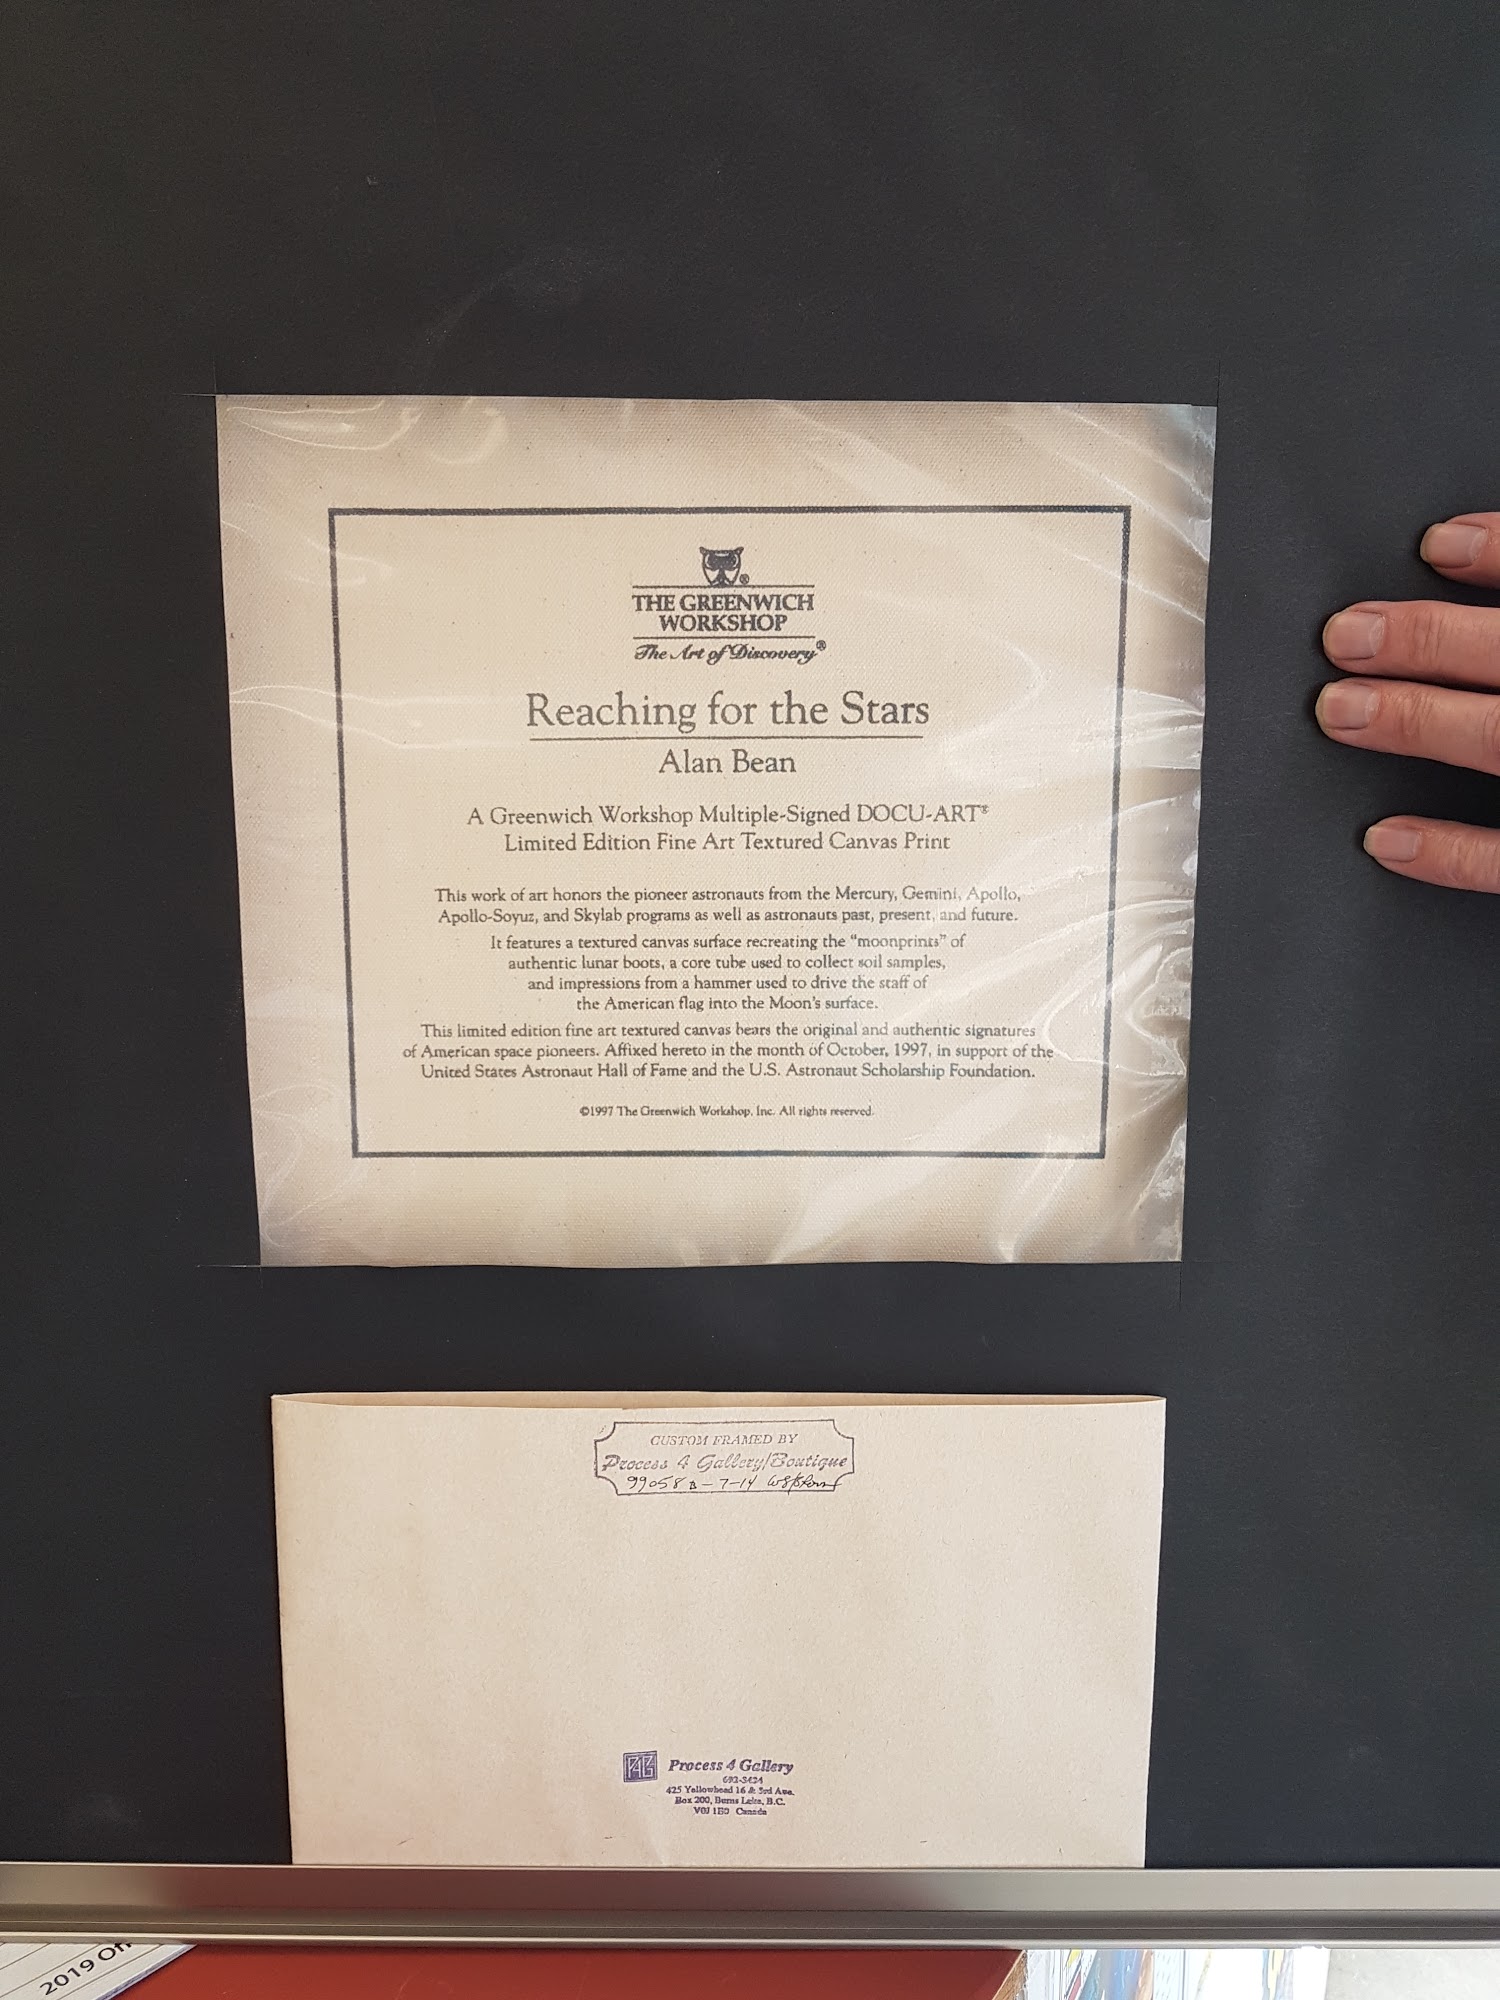 THE GREENWICH
WORKSHOP
The Art of Discovery®
Reaching for the Stars
Alan Bean
A Greenwich Workshop Multiple-Signed DOCU-ART®
Limited Edition Fine Art Textured Canvas Print
This work of art honors the pioneer astronauts from the Mercury, Gemini, Apollo,
Apollo-Soyuz, and Skylab programs as well as astronauts past, present, and future.
It features a textured canvas surface recreating the "moonprints" of
authentic lunar boots, a core tube used to collect soil samples,
and impressions from a hammer used to drive the staff of
the American flag into the Moon's surface.
This limited edition fine art textured canvas bears the original and authentic signatures
of American space pioneers. Affixed hereto in the month of October, 1997, in support of the
United States Astronaut Hall of Fame and the U.S. Astronaut Scholarship Foundation.
©1997 The Greenwich Workshop, Inc. All rights reserved.
CUSTOM FRAMED BY
Process 4 Gallery/Boutique
99058 - 7-14
P4G
Process 4 Gallery
692-3434
425 Yellowhead 16 & 3rd Ave.
Box 200, Burns Lake, B.C.
V0J 1E0 Canada
2019